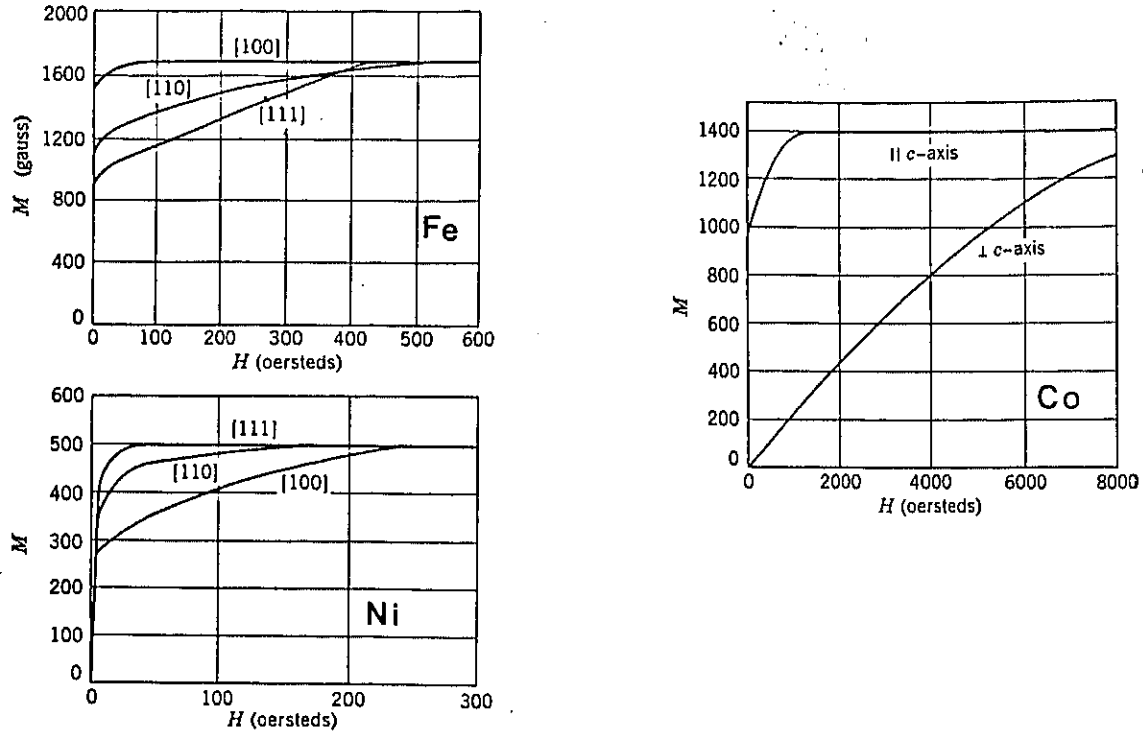 2000
1600
1200
800
400
0
M (gauss)
[100]
[110]
[111]
Fe
0 100 200 300 400 500 600
H (oersteds)
600
500
400
300
200
100
0
M
[111]
[110]
[100]
Ni
0 100 200 300
H (oersteds)
1400
1200
1000
800
600
400
200
0
M
|| c-axis
⊥ c-axis
Co
0 2000 4000 6000 8000
H (oersteds)